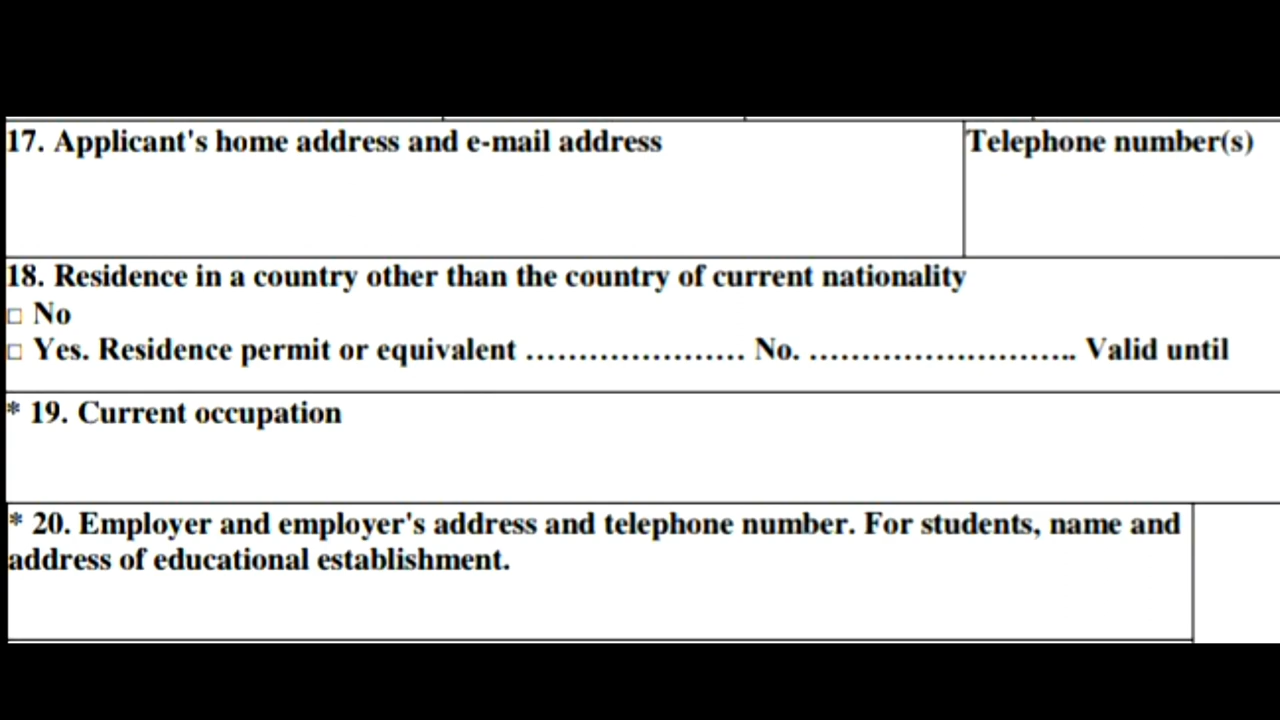 17. Applicant's home address and e-mail address
Telephone number(s)
18. Residence in a country other than the country of current nationality
□ No
□ Yes. Residence permit or equivalent ………………… No. …………………….. Valid until
* 19. Current occupation
* 20. Employer and employer's address and telephone number. For students, name and
address of educational establishment.